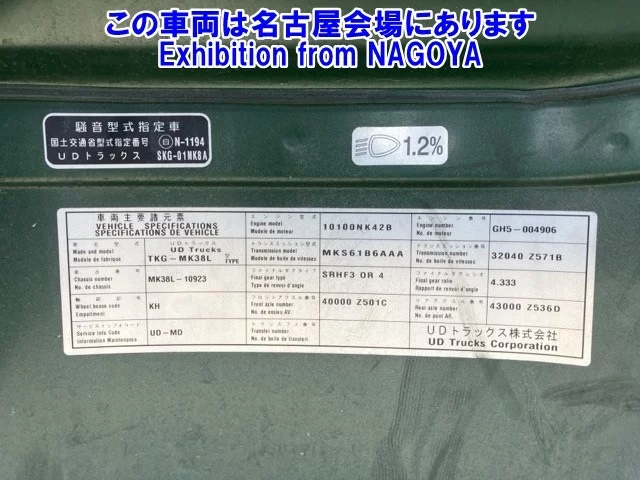 この車両は名古屋会場にあります
Exhibition from NAGOYA
騒音型式指定車
国土交通省型式指定番号 N-1194
UDトラックス SKG-01MK8A
1.2%
車両主要諸元票
VEHICLE SPECIFICATIONS
SPECIFICATIONS DE VEHICLE
Made and model
Modele de fabrique
UDトラックス
UD Trucks
TKG-MK38L TYPE
Chassis number
No. de chassis
MK38L-10923
軸距記号
Wheel base code
Empattement
KH
サービスインフォコード
Service Info Code
Information Maintenance
UD-MD
エンジン型式
Engine model
Modele de moteur
10100NK42B
トランスミッション型式
Transmission model
Modele de boite de vitesses
MKS61B6AAA
ファイナルギアタイプ
Final gear type
Type de renvoi d'angle
SRHF3 OR 4
フロントアクスル番号
Front axle number
No. de essieu AV.
40000 Z501C
トランスファ番号
Transfer number
No. de boite de transfert
エンジン番号
Engine number
No. de moteur
GH5-004906
トランスミッション番号
Transmission number
No. de boite de vitesses
32040 Z571B
ファイナルギアレシオ
Final gear ratio
Rapport de renvoi d'angle
4.333
リアアクスル番号
Rear axle number
No. de pont AR.
43000 Z536D
UDトラックス株式会社
UD Trucks Corporation